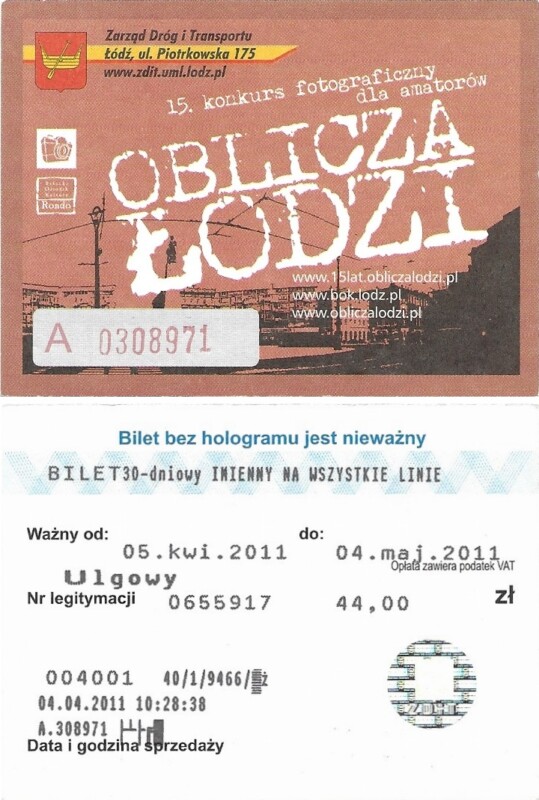 Zarząd Dróg i Transportu
Łódź, ul. Piotrkowska 175
www.zdit.uml.lodz.pl
15. konkurs fotograficzny
dla amatorów
OBLICZA
ŁODZI
Rondo
www.15lat.obliczalodzi.pl
www.bok.lodz.pl
www.obliczalodzi.pl
A 0308971
Bilet bez hologramu jest nieważny
BILET30-dniowy IMIENNY NA WSZYSTKIE LINIE
Ważny od: do:
05.kwi.2011 04.maj.2011
Opłata zawiera podatek VAT
Ulgowy
Nr legitymacji 0655917 44,00 zł
004001 40/1/9466/
04.04.2011 10:28:38
A.308971
Data i godzina sprzedaży